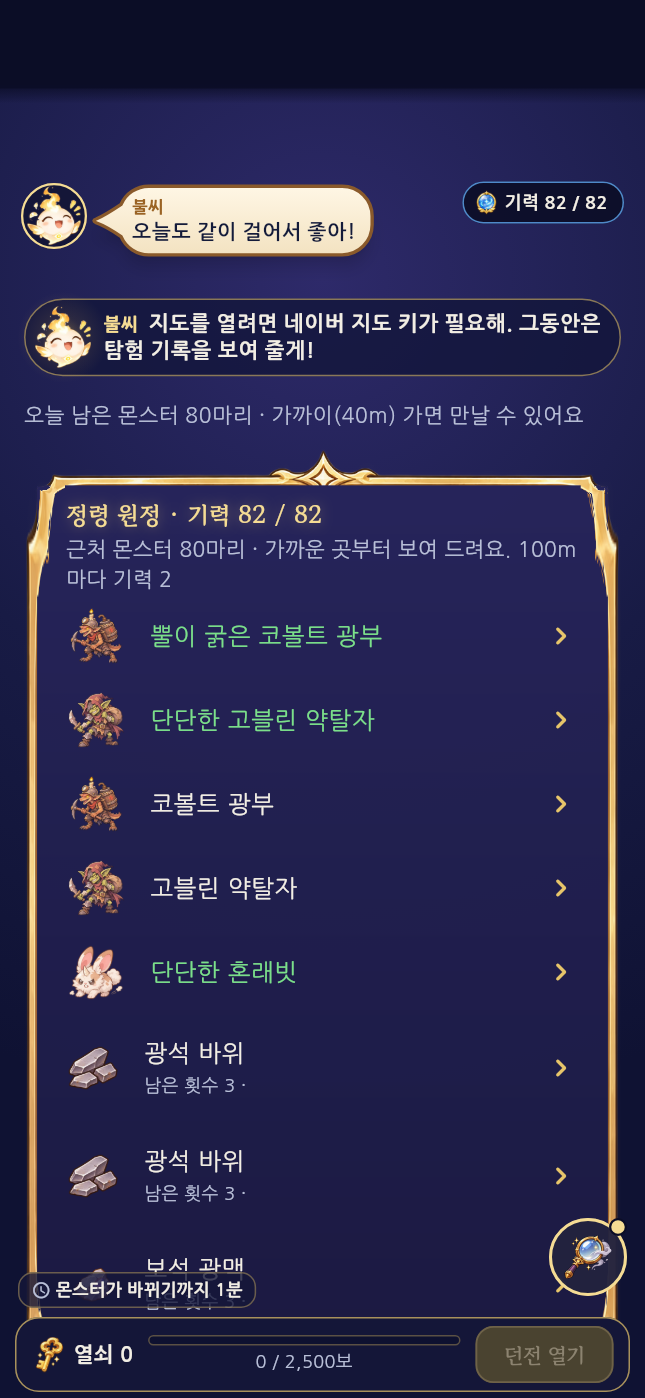 불씨
오늘도 같이 걸어서 좋아!
기력 82 / 82
불씨 지도를 열려면 네이버 지도 키가 필요해. 그동안은
탐험 기록을 보여 줄게!
오늘 남은 몬스터 80마리 · 가까이(40m) 가면 만날 수 있어요
정령 원정 · 기력 82 / 82
근처 몬스터 80마리 · 가까운 곳부터 보여 드려요. 100m
마다 기력 2
뿔이 굵은 코볼트 광부
단단한 고블린 약탈자
코볼트 광부
고블린 약탈자
단단한 혼래빗
광석 바위
남은 횟수 3 ·
광석 바위
남은 횟수 3 ·
보석 광맥
몬스터가 바뀌기까지 1분
열쇠 0
0 / 2,500보
던전 열기